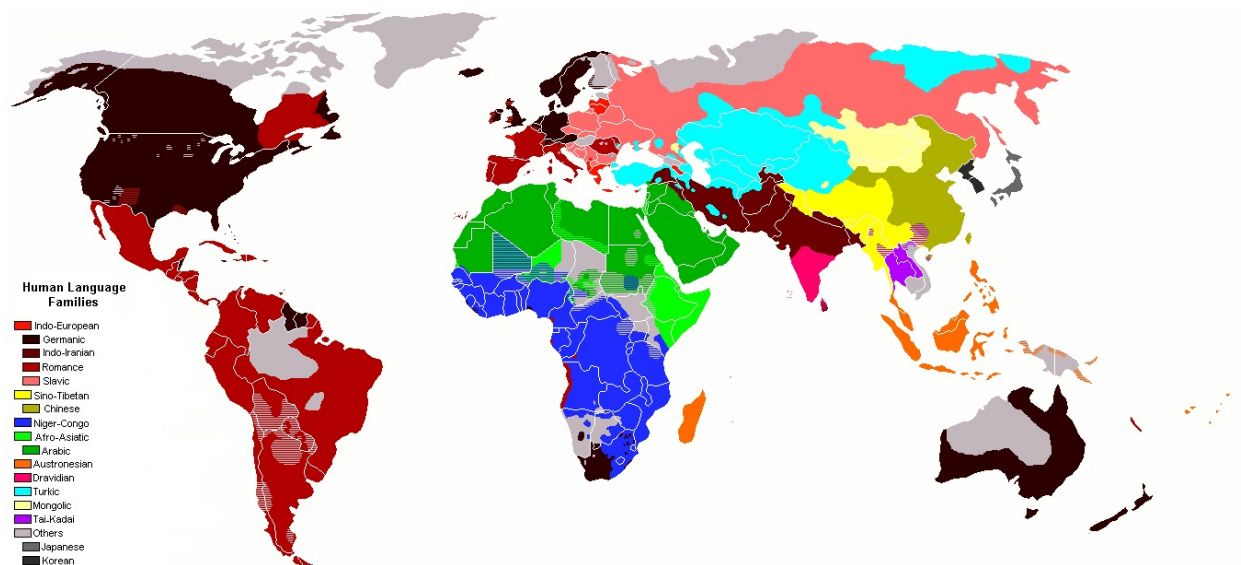 Human Language
Families
Indo-European
Germanic
Indo-Iranian
Romance
Slavic
Sino-Tibetan
Chinese
Niger-Congo
Afro-Asiatic
Arabic
Austronesian
Dravidian
Turkic
Mongolic
Tai-Kadai
Others
Japanese
Korean